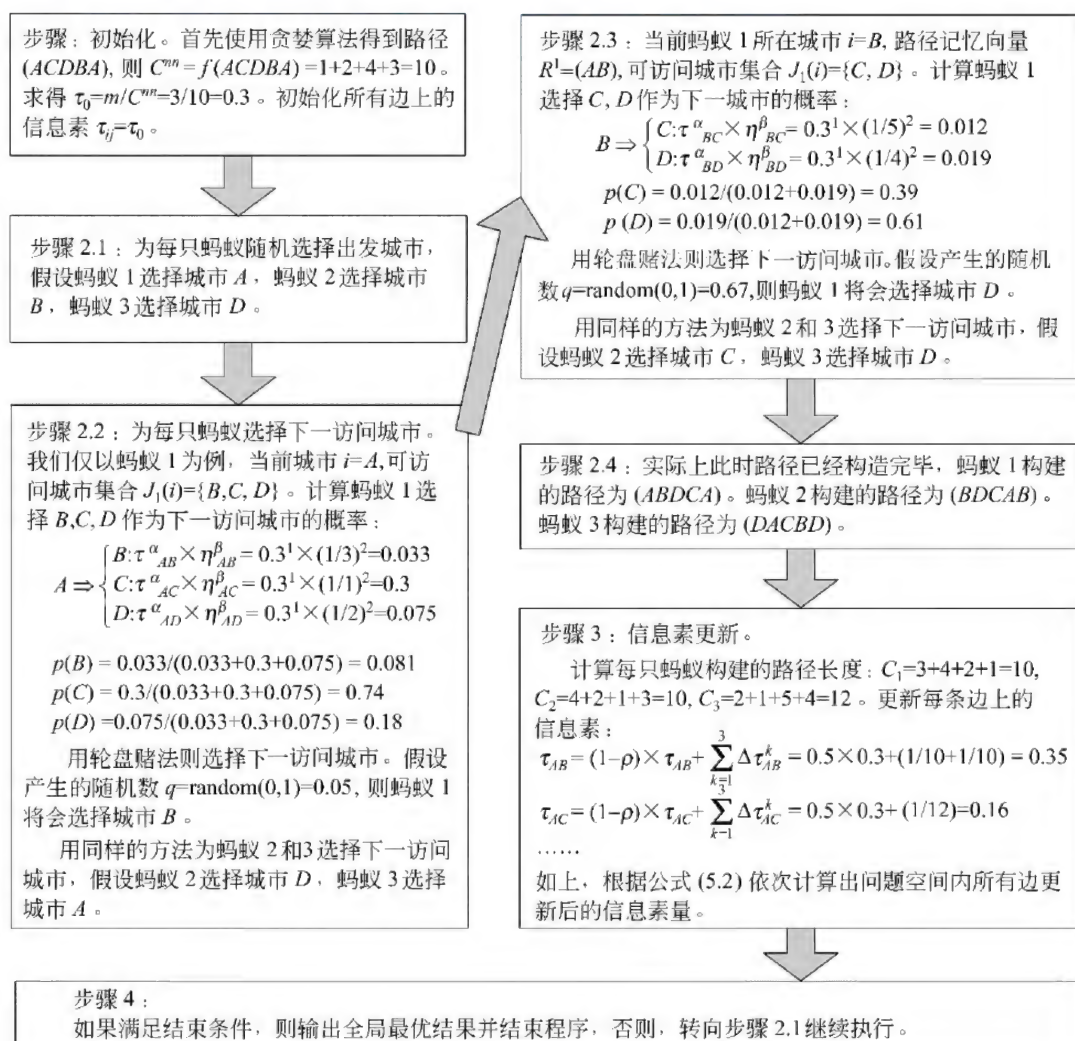 步骤：初始化。首先使用贪婪算法得到路径
(ACDBA), 则 Cⁿⁿ = f(ACDBA) =1+2+4+3=10。
求得 τ₀=m/Cⁿⁿ=3/10=0.3。初始化所有边上的
信息素 τᵢⱼ=τ₀。
步骤 2.1：为每只蚂蚁随机选择出发城市，
假设蚂蚁 1 选择城市 A，蚂蚁 2 选择城市
B，蚂蚁 3 选择城市 D。
步骤 2.2：为每只蚂蚁选择下一访问城市。
我们仅以蚂蚁 1 为例，当前城市 i=A,可访
问城市集合 J₁(i)={B,C, D}。计算蚂蚁 1 选
择 B,C, D 作为下一访问城市的概率：
B:τ^α_AB × η^β_AB = 0.3¹ × (1/3)²=0.033
A ⇒ { C:τ^α_AC × η^β_AC = 0.3¹ × (1/1)²=0.3
D:τ^α_AD × η^β_AD = 0.3¹ × (1/2)²=0.075
p(B) = 0.033/(0.033+0.3+0.075) = 0.081
p(C) = 0.3/(0.033+0.3+0.075) = 0.74
p(D) =0.075/(0.033+0.3+0.075) = 0.18
用轮盘赌法则选择下一访问城市。假设
产生的随机数 q=random(0,1)=0.05, 则蚂蚁 1
将会选择城市 B。
用同样的方法为蚂蚁 2 和3 选择下一访问
城市，假设蚂蚁 2 选择城市 D，蚂蚁 3 选择
城市 A。
步骤 2.3：当前蚂蚁 1 所在城市 i=B, 路径记忆向量
R¹=(AB), 可访问城市集合 J₁(i)={C, D}。计算蚂蚁 1
选择 C, D 作为下一城市的概率：
B ⇒ { C:τ^α_BC × η^β_BC = 0.3¹ × (1/5)² = 0.012
D:τ^α_BD × η^β_BD = 0.3¹ × (1/4)² = 0.019
p(C) = 0.012/(0.012+0.019) = 0.39
p (D) = 0.019/(0.012+0.019) = 0.61
用轮盘赌法则选择下一访问城市。假设产生的随机
数 q=random(0,1)=0.67,则蚂蚁 1 将会选择城市 D。
用同样的方法为蚂蚁 2 和 3 选择下一访问城市，假
设蚂蚁 2 选择城市 C，蚂蚁 3 选择城市 D。
步骤 2.4：实际上此时路径已经构造完毕，蚂蚁 1 构建
的路径为 (ABDCA)。蚂蚁 2 构建的路径为 (BDCAB)。
蚂蚁 3 构建的路径为 (DACBD)。
步骤 3：信息素更新。
计算每只蚂蚁构建的路径长度：C₁=3+4+2+1=10,
C₂=4+2+1+3=10, C₃=2+1+5+4=12。更新每条边上的
信息素：
τ_AB = (1−ρ) × τ_AB + ∑_{k=1}^{3} Δτ^k_AB = 0.5 × 0.3+(1/10+1/10) = 0.35
τ_AC = (1−ρ) × τ_AC + ∑_{k=1}^{3} Δτ^k_AC = 0.5 × 0.3+ (1/12)=0.16
……
如上，根据公式 (5.2) 依次计算出问题空间内所有边更
新后的信息素量。
步骤 4：
如果满足结束条件，则输出全局最优结果并结束程序，否则，转向步骤 2.1 继续执行。